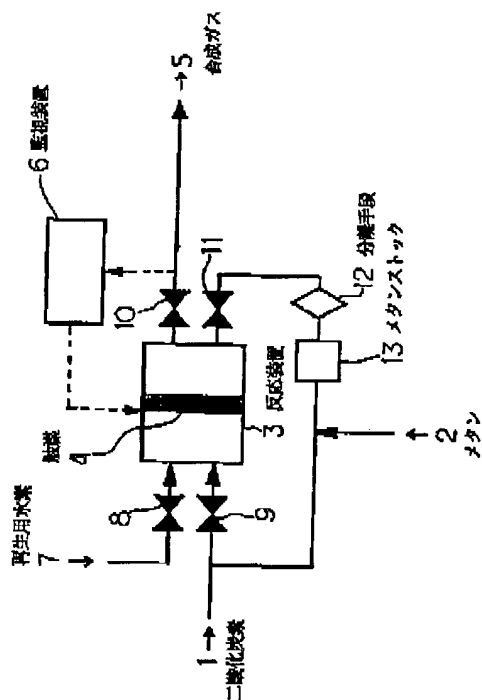 6 監視装置
→5
合成ガス
10
11
触媒
4
3
反応装置
12 分離手段
13 メタンストック
再生用水素
7
8
9
1→
二酸化炭素
2
メタン